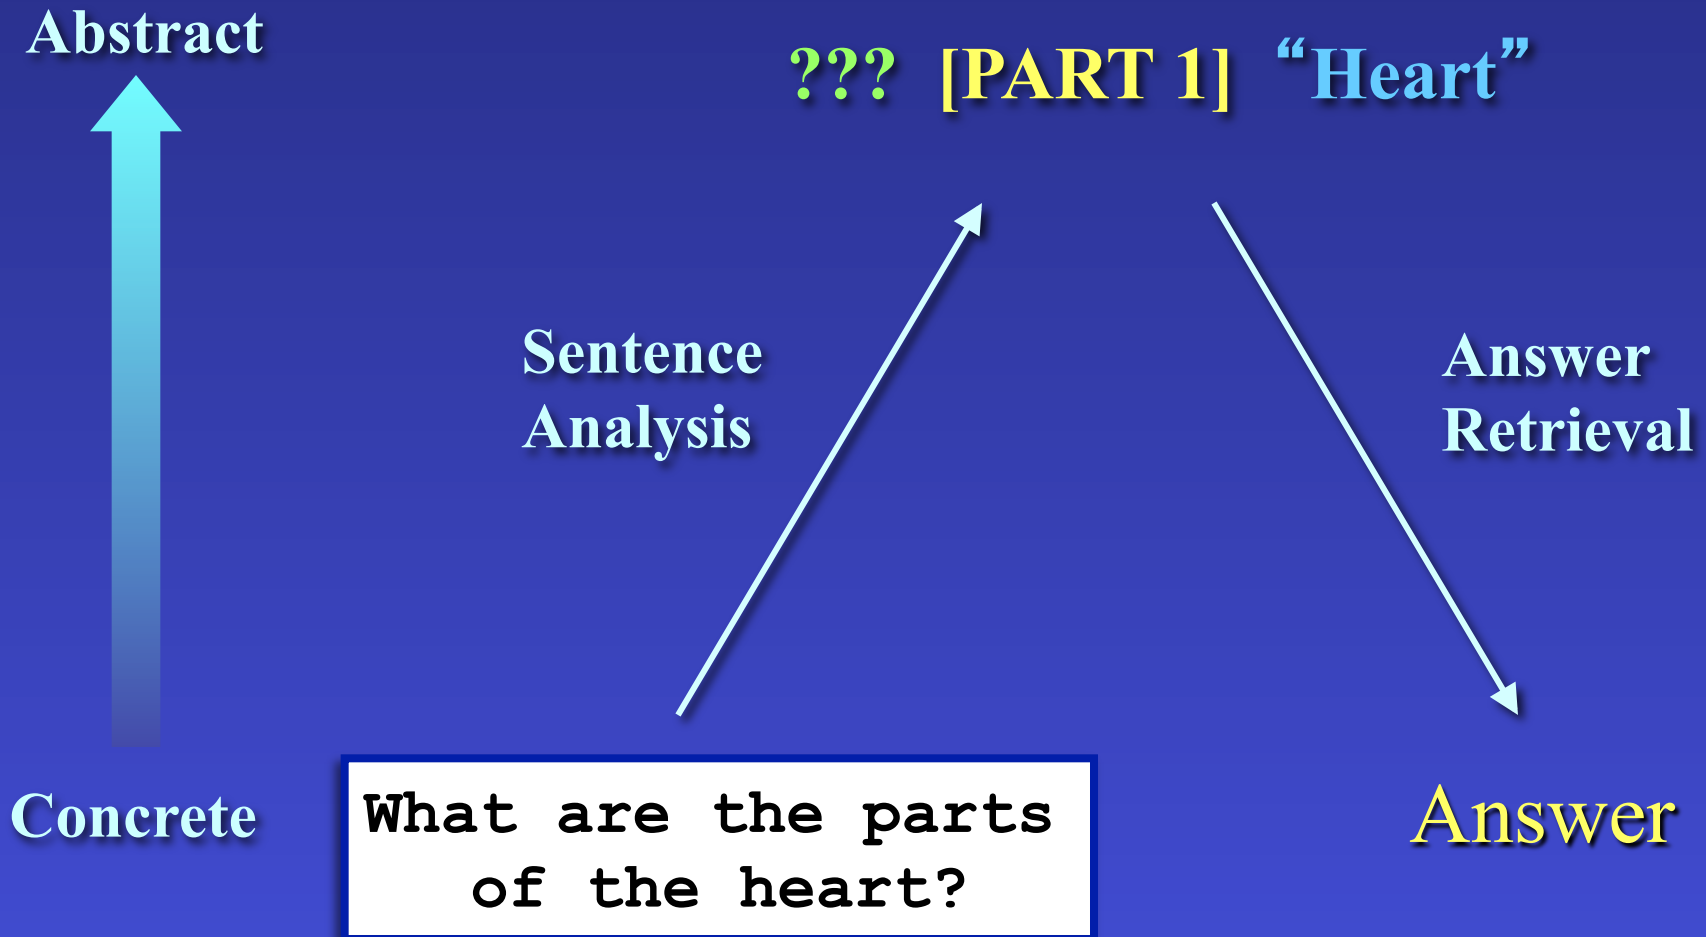 Abstract
??? [PART 1] “Heart”
Sentence
Analysis
Answer
Retrieval
Concrete
What are the parts
of the heart?
Answer